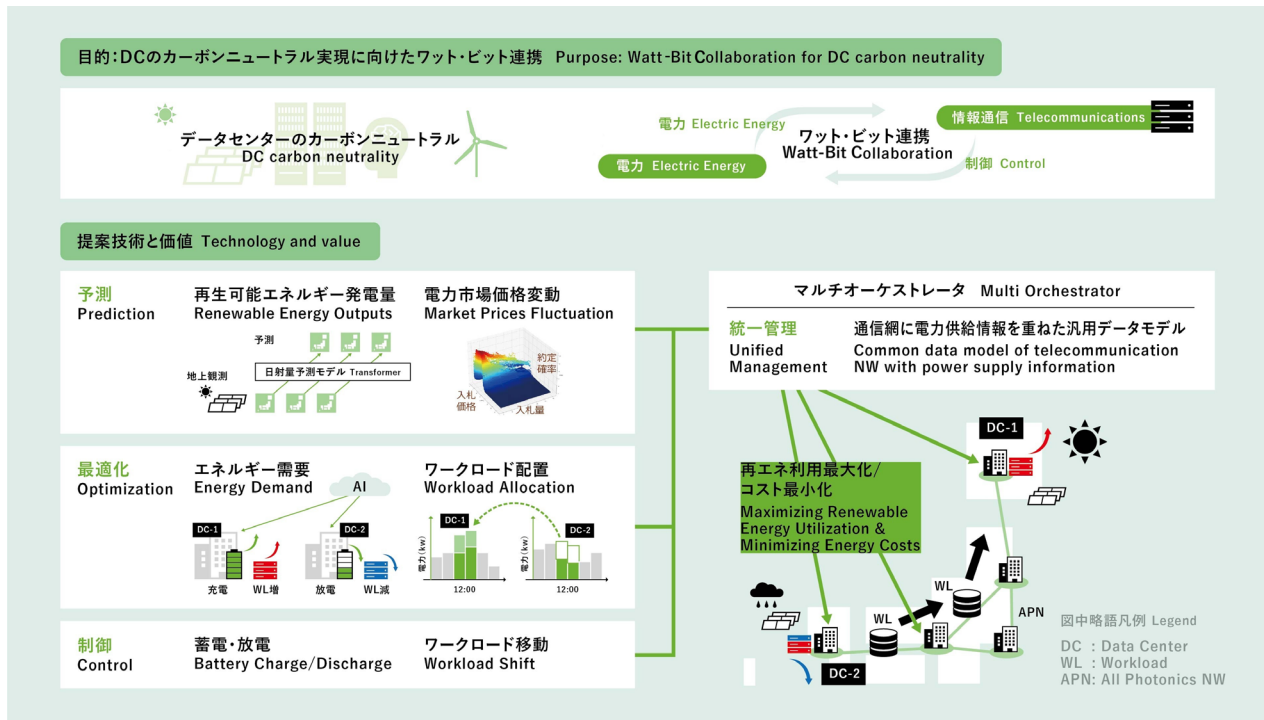 目的:DCのカーボンニュートラル実現に向けたワット・ビット連携 Purpose: Watt-Bit Collaboration for DC carbon neutrality
データセンターのカーボンニュートラル
DC carbon neutrality
電力 Electric Energy
電力 Electric Energy
ワット・ビット連携
Watt-Bit Collaboration
情報通信 Telecommunications
制御 Control
提案技術と価値 Technology and value
予測
Prediction
再生可能エネルギー発電量
Renewable Energy Outputs
予測
日射量予測モデル Transformer
地上観測
電力市場価格変動
Market Prices Fluctuation
約定
確率
入札
価格
入札量
最適化
Optimization
エネルギー需要
Energy Demand
AI
DC-1
充電
WL増
DC-2
放電
WL減
ワークロード配置
Workload Allocation
電力(kw)
DC-1
12:00
電力(kw)
DC-2
12:00
制御
Control
蓄電・放電
Battery Charge/Discharge
ワークロード移動
Workload Shift
マルチオーケストレータ Multi Orchestrator
統一管理
Unified
Management
通信網に電力供給情報を重ねた汎用データモデル
Common data model of telecommunication
NW with power supply information
再エネ利用最大化/
コスト最小化
Maximizing Renewable
Energy Utilization &
Minimizing Energy Costs
DC-1
WL
WL
APN
DC-2
図中略語凡例 Legend
DC : Data Center
WL : Workload
APN: All Photonics NW